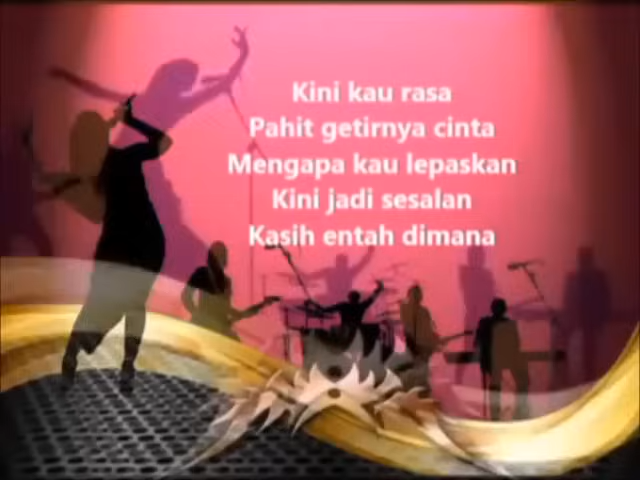 Kini kau rasa
Pahit getirnya cinta
Mengapa kau lepaskan
Kini jadi sesalan
Kasih entah dimana